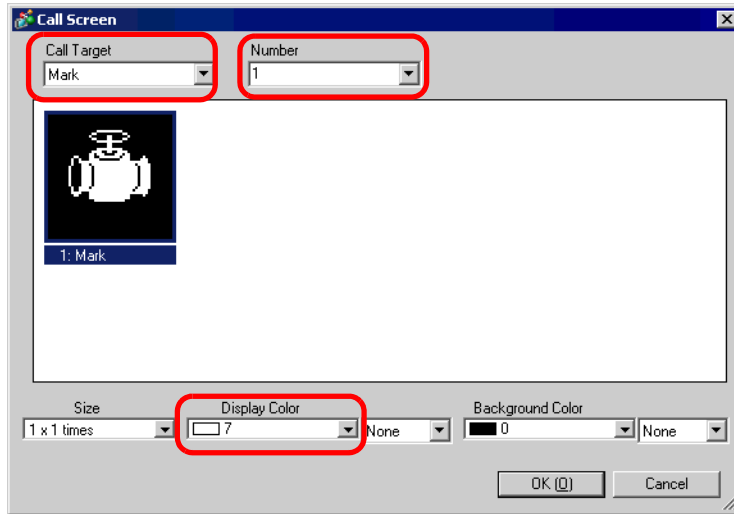 Call Screen
Call Target
Number
Mark
1
1: Mark
Size
Display Color
Background Color
1 x 1 times
7
None
0
None
OK (O)
Cancel